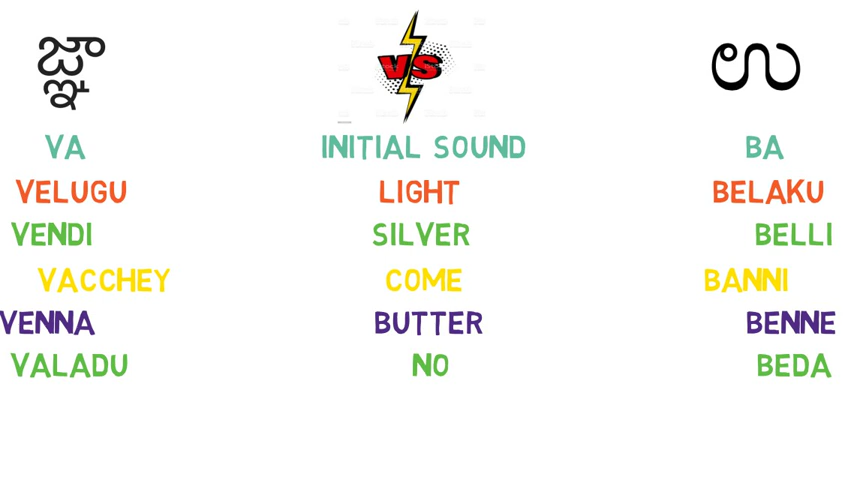 జ్ఞా VS ఉ
VA INITIAL SOUND BA
VELUGU LIGHT BELAKU
VENDI SILVER BELLI
VACCHEY COME BANNI
VENNA BUTTER BENNE
VALADU NO BEDA